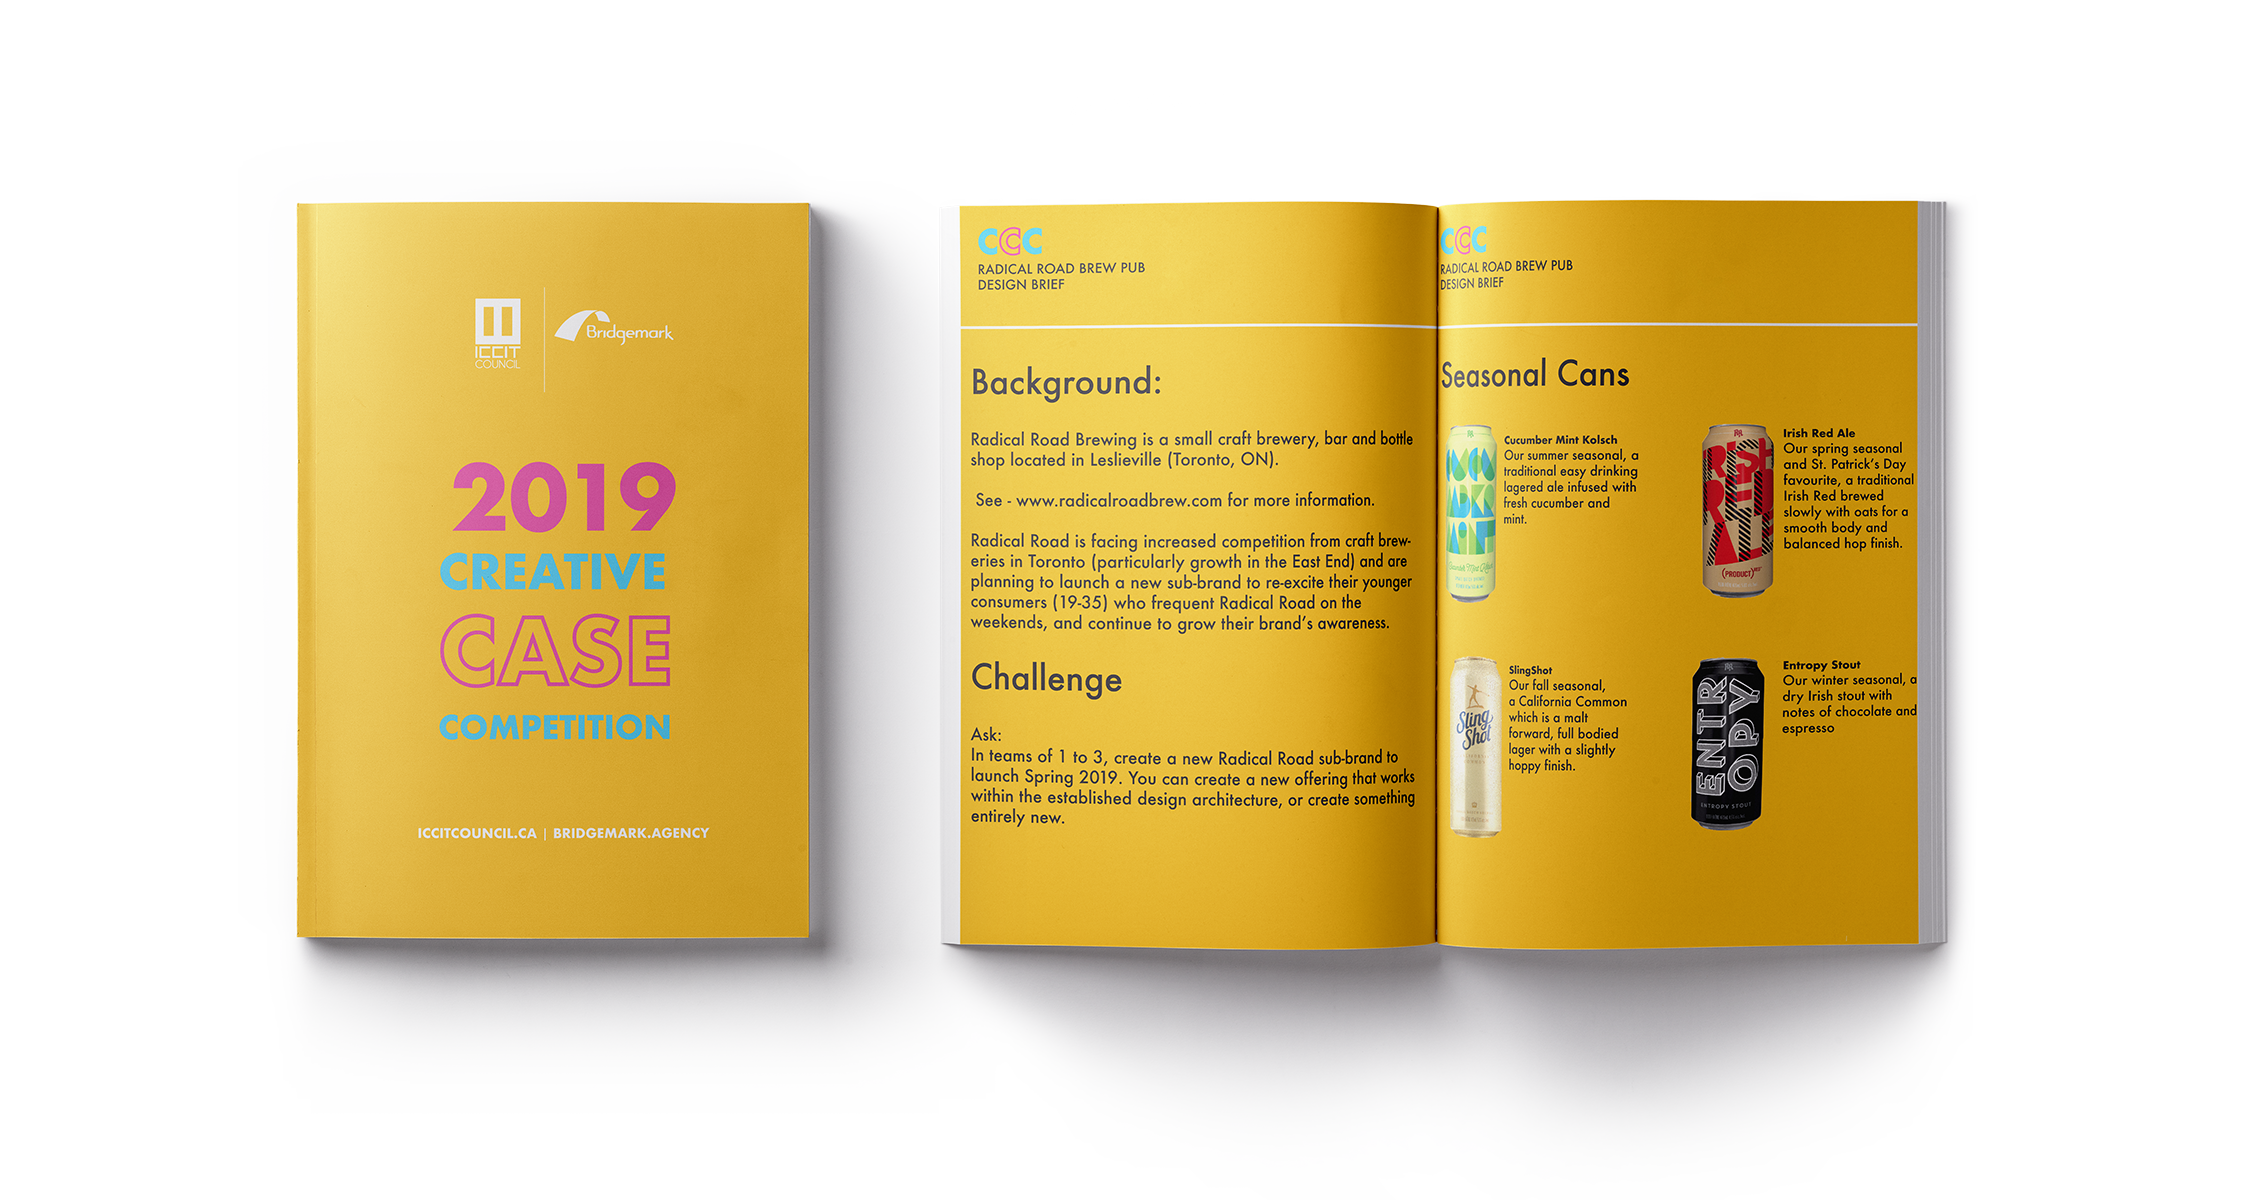 ICCIT
COUNCIL
Bridgemark
2019
CREATIVE
CASE
COMPETITION
ICCITCOUNCIL.CA | BRIDGEMARK.AGENCY
CCC
RADICAL ROAD BREW PUB
DESIGN BRIEF
Background:
Radical Road Brewing is a small craft brewery, bar and bottle
shop located in Leslieville (Toronto, ON).
See - www.radicalroadbrew.com for more information.
Radical Road is facing increased competition from craft brew-
eries in Toronto (particularly growth in the East End) and are
planning to launch a new sub-brand to re-excite their younger
consumers (19-35) who frequent Radical Road on the
weekends, and continue to grow their brand's awareness.
Challenge
Ask:
In teams of 1 to 3, create a new Radical Road sub-brand to
launch Spring 2019. You can create a new offering that works
within the established design architecture, or create something
entirely new.
CCC
RADICAL ROAD BREW PUB
DESIGN BRIEF
Seasonal Cans
Cucumber Mint Kolsch
Our summer seasonal, a
traditional easy drinking
lagered ale infused with
fresh cucumber and
mint.
Irish Red Ale
Our spring seasonal
and St. Patrick's Day
favourite, a traditional
Irish Red brewed
slowly with oats for a
smooth body and
balanced hop finish.
(PRODUCT)
SlingShot
Our fall seasonal,
a California Common
which is a malt
forward, full bodied
lager with a slightly
hoppy finish.
Sling
Shot
Entropy Stout
Our winter seasonal, a
dry Irish stout with
notes of chocolate and
espresso
ENTR
OPY
ENTROPY STOUT